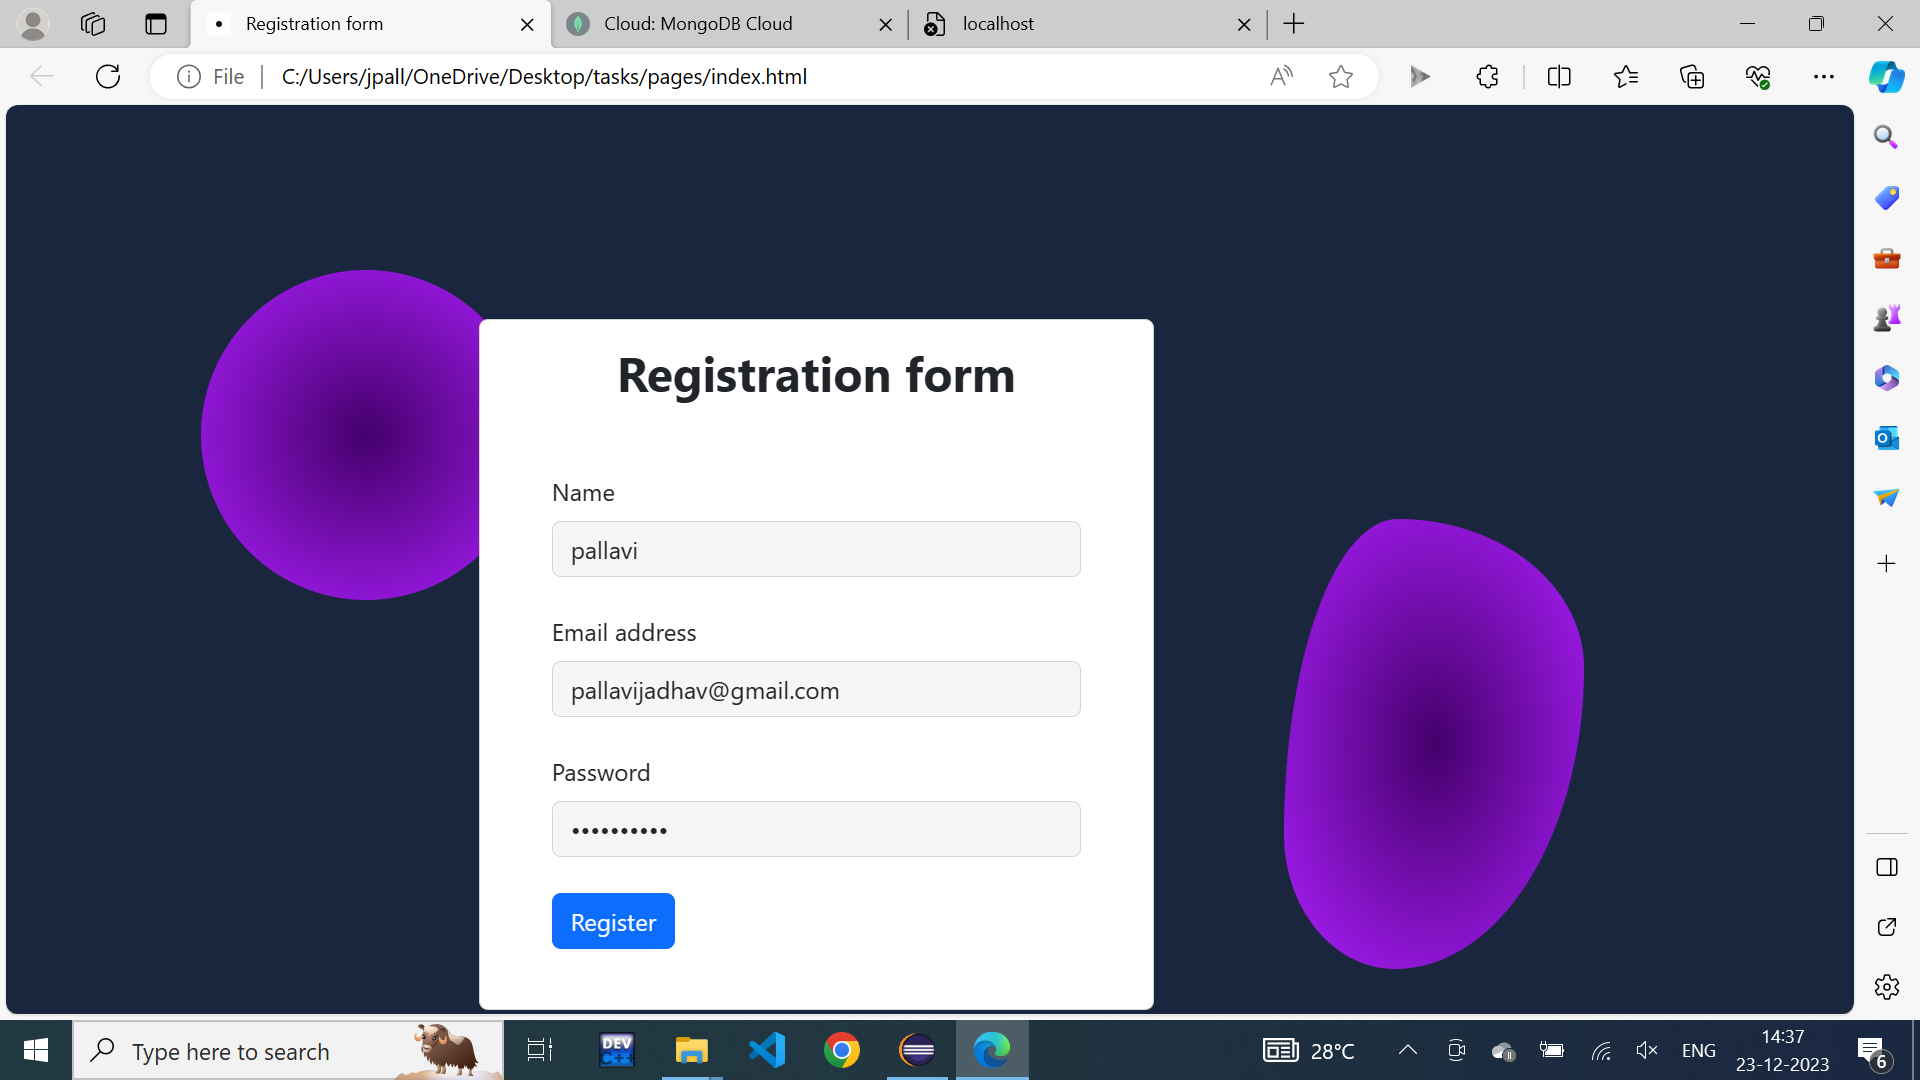 Registration form
Cloud: MongoDB Cloud
localhost
File
C:/Users/jpall/OneDrive/Desktop/tasks/pages/index.html
Registration form
Name
pallavi
Email address
pallavijadhav@gmail.com
Password
••••••••••
Register
Type here to search
DEV
C++
28°C
ENG
14:37
23-12-2023
6